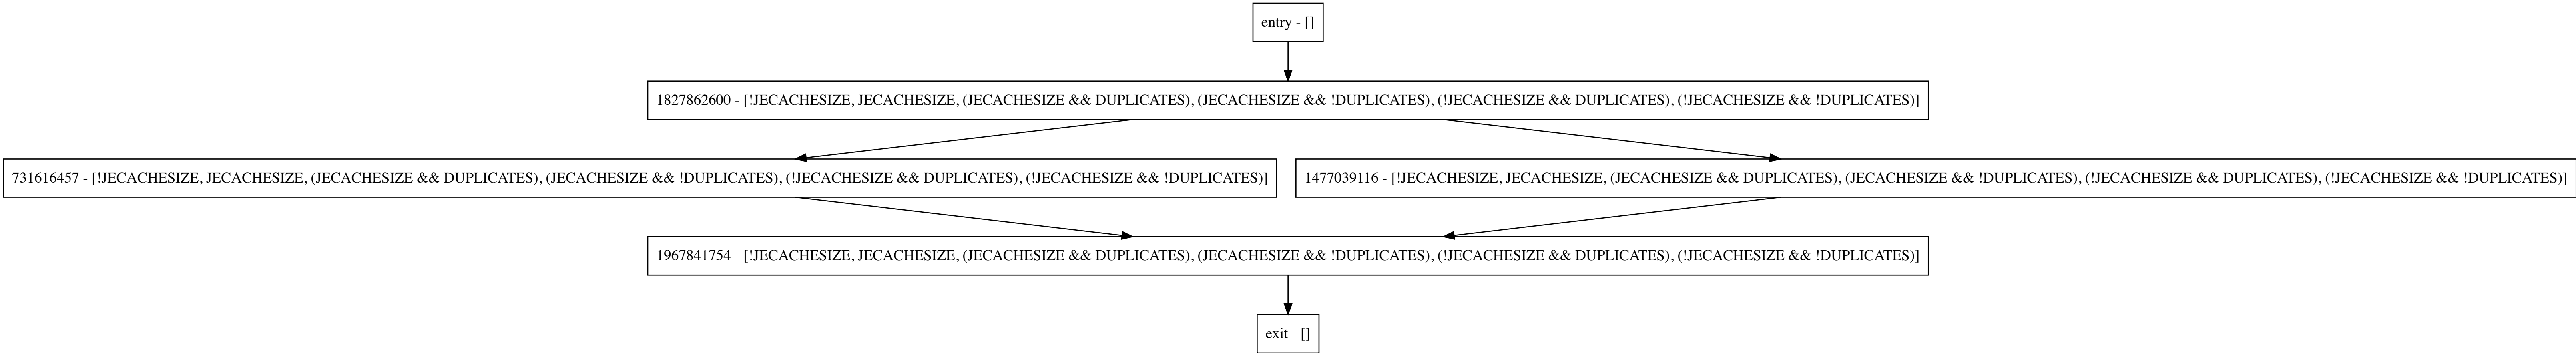 entry - []
1827862600 - [!JECACHESIZE, JECACHESIZE, (JECACHESIZE && DUPLICATES), (JECACHESIZE && !DUPLICATES), (!JECACHESIZE && DUPLICATES), (!JECACHESIZE && !DUPLICATES)]
731616457 - [!JECACHESIZE, JECACHESIZE, (JECACHESIZE && DUPLICATES), (JECACHESIZE && !DUPLICATES), (!JECACHESIZE && DUPLICATES), (!JECACHESIZE && !DUPLICATES)]
1477039116 - [!JECACHESIZE, JECACHESIZE, (JECACHESIZE && DUPLICATES), (JECACHESIZE && !DUPLICATES), (!JECACHESIZE && DUPLICATES), (!JECACHESIZE && !DUPLICATES)]
1967841754 - [!JECACHESIZE, JECACHESIZE, (JECACHESIZE && DUPLICATES), (JECACHESIZE && !DUPLICATES), (!JECACHESIZE && DUPLICATES), (!JECACHESIZE && !DUPLICATES)]
exit - []